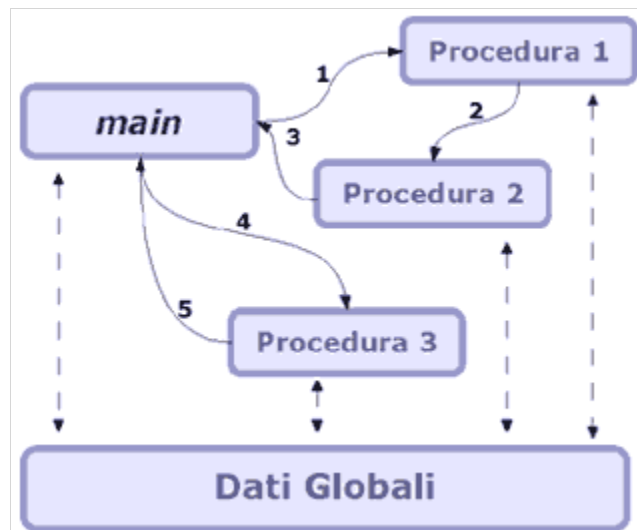 Procedura 1
1
main
2
3
Procedura 2
4
5
Procedura 3
Dati Globali